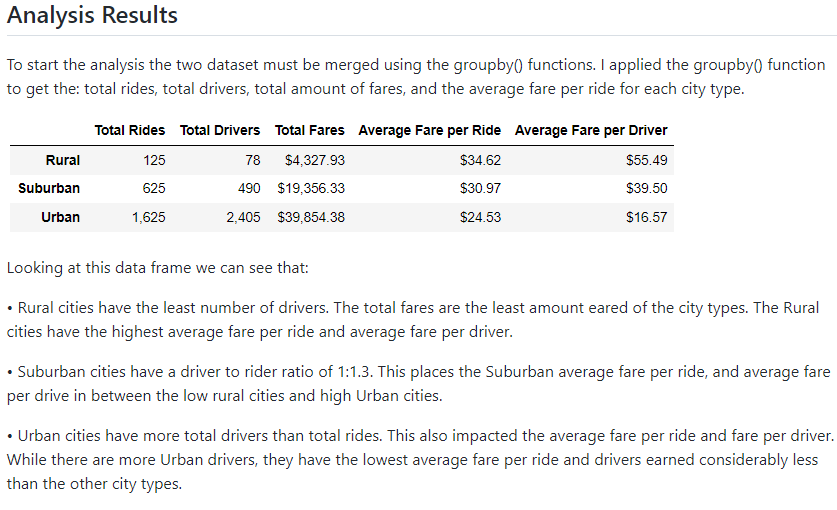 Analysis Results
To start the analysis the two dataset must be merged using the groupby() functions. I applied the groupby() function
to get the: total rides, total drivers, total amount of fares, and the average fare per ride for each city type.
Total Rides Total Drivers Total Fares Average Fare per Ride Average Fare per Driver
Rural 125 78 $4,327.93 $34.62 $55.49
Suburban 625 490 $19,356.33 $30.97 $39.50
Urban 1,625 2,405 $39,854.38 $24.53 $16.57
Looking at this data frame we can see that:
• Rural cities have the least number of drivers. The total fares are the least amount eared of the city types. The Rural
cities have the highest average fare per ride and average fare per driver.
• Suburban cities have a driver to rider ratio of 1:1.3. This places the Suburban average fare per ride, and average fare
per drive in between the low rural cities and high Urban cities.
• Urban cities have more total drivers than total rides. This also impacted the average fare per ride and fare per driver.
While there are more Urban drivers, they have the lowest average fare per ride and drivers earned considerably less
than the other city types.